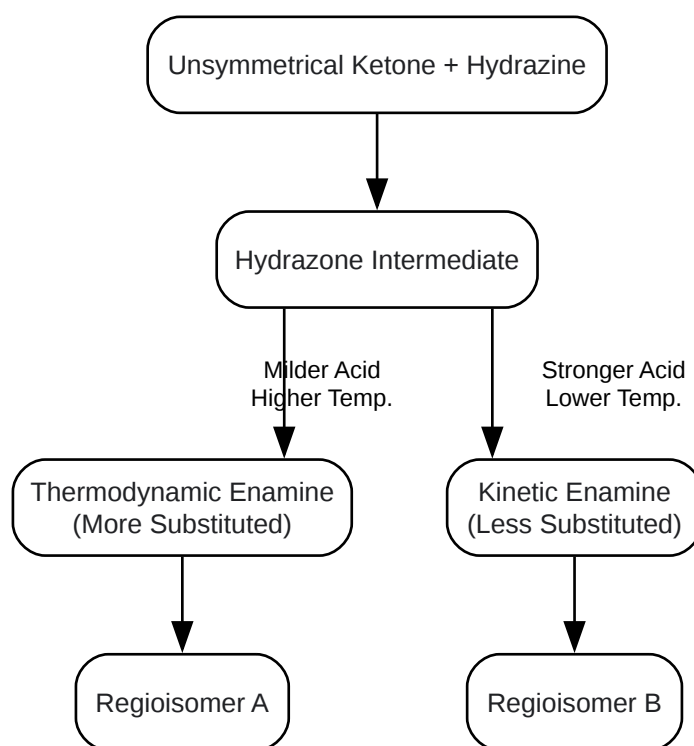 Unsymmetrical Ketone + Hydrazine
Hydrazone Intermediate
Milder Acid
Higher Temp.
Stronger Acid
Lower Temp.
Thermodynamic Enamine
(More Substituted)
Kinetic Enamine
(Less Substituted)
Regioisomer A
Regioisomer B